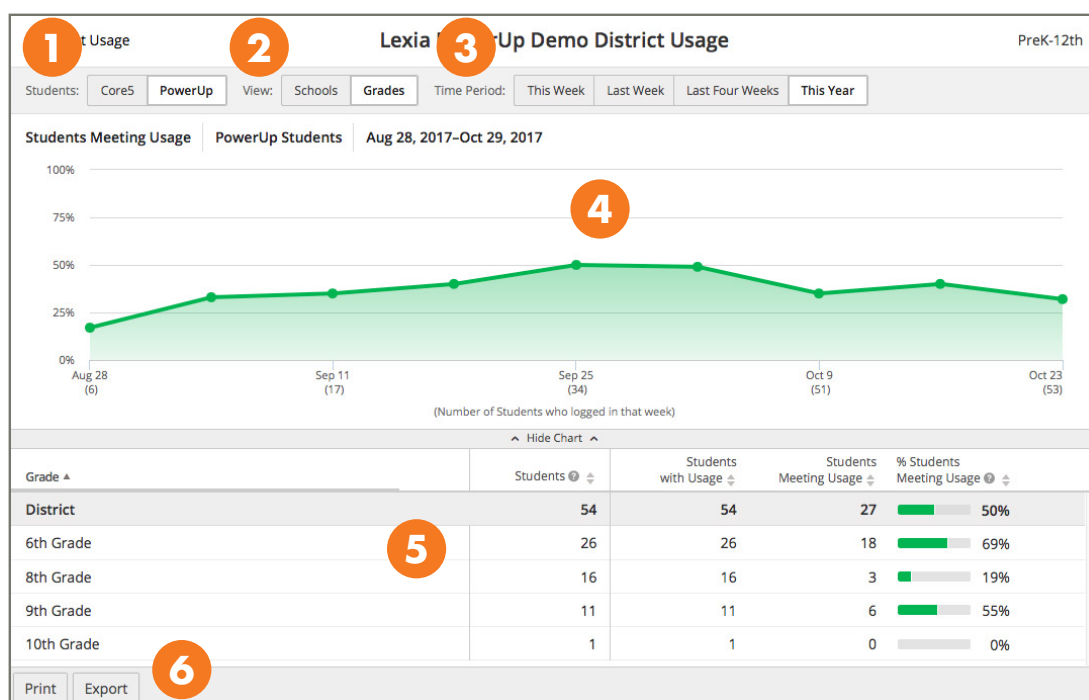 1 2 3
t Usage Lexia rUp Demo District Usage PreK-12th
Students: Core5 PowerUp View: Schools Grades Time Period: This Week Last Week Last Four Weeks This Year
Students Meeting Usage PowerUp Students Aug 28, 2017–Oct 29, 2017
100%
75%
4
50%
25%
0%
Aug 28 Sep 11 Sep 25 Oct 9 Oct 23
(6) (17) (34) (51) (53)
(Number of Students who logged in that week)
Hide Chart
Grade Students Students with Usage Students Meeting Usage % Students Meeting Usage
District 54 54 27 50%
5
6th Grade 26 26 18 69%
8th Grade 16 16 3 19%
9th Grade 11 11 6 55%
10th Grade 1 1 0 0%
6
Print Export